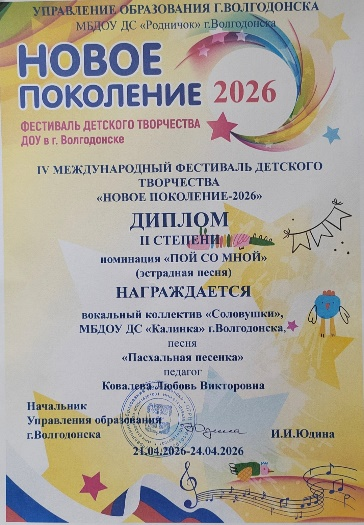 УПРАВЛЕНИЕ ОБРАЗОВАНИЯ Г.ВОЛГОДОНСКА
МБДОУ ДС «Родничок» г.Волгодонска
НОВОЕ
ПОКОЛЕНИЕ 2026
ФЕСТИВАЛЬ ДЕТСКОГО ТВОРЧЕСТВА
ДОУ в г. Волгодонске
IV МЕЖДУНАРОДНЫЙ ФЕСТИВАЛЬ ДЕТСКОГО
ТВОРЧЕСТВА
«НОВОЕ ПОКОЛЕНИЕ-2026»
ДИПЛОМ
II СТЕПЕНИ
номинация «ПОЙ СО МНОЙ»
(эстрадная песня)
НАГРАЖДАЕТСЯ
вокальный коллектив «Соловушки»,
МБДОУ ДС «Калинка» г.Волгодонска,
песня
«Пасхальная песенка»
педагог
Ковалева Любовь Викторовна
Начальник
Управления образования
г.Волгодонска И.И.Юдина
21.04.2026-24.04.2026